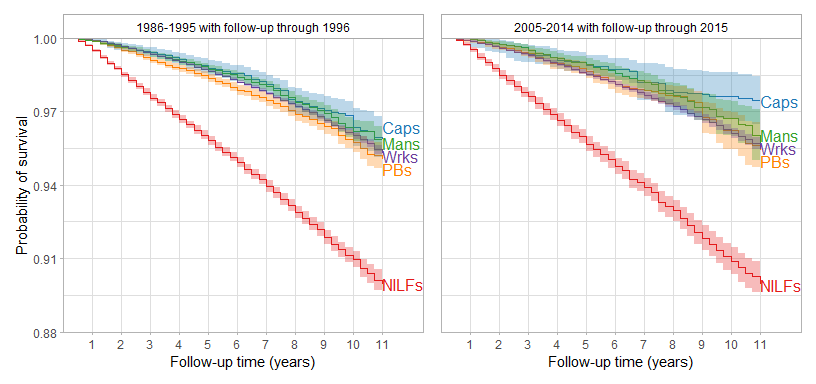 1986-1995 with follow-up through 1996
2005-2014 with follow-up through 2015
Probability of survival
1.00
0.97
0.94
0.91
0.88
Caps
Mans
Wrks
PBs
NILFs
Caps
Mans
Wrks
PBs
NILFs
1 2 3 4 5 6 7 8 9 10 11
1 2 3 4 5 6 7 8 9 10 11
Follow-up time (years)
Follow-up time (years)